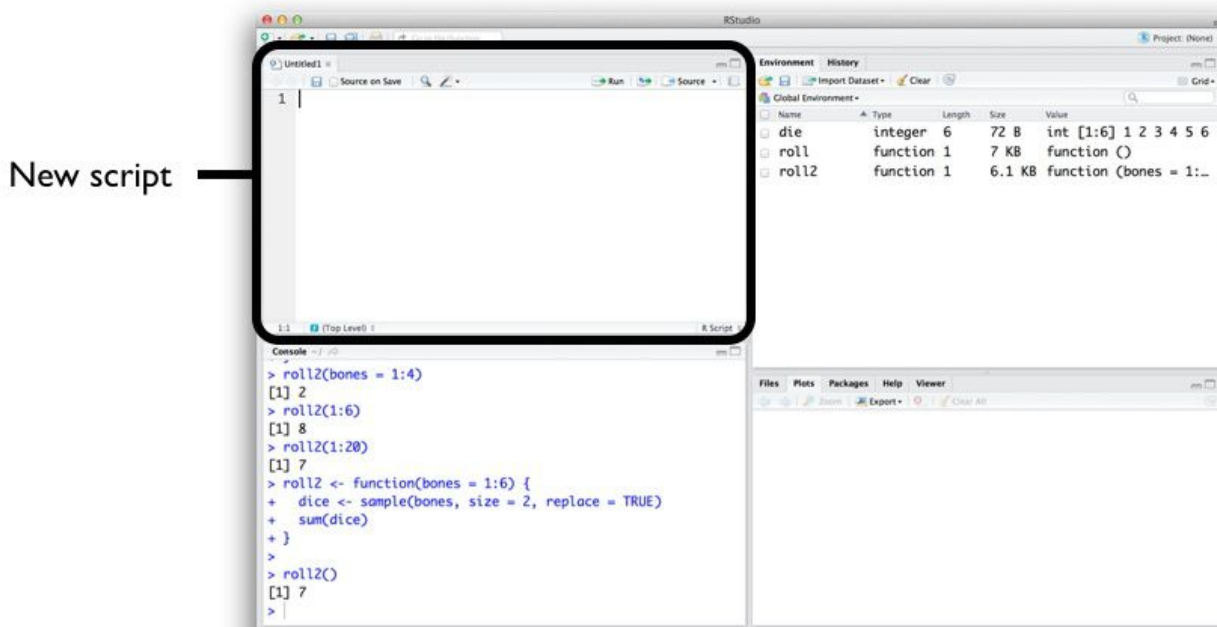 RStudio
Go to file/function
Project: (None)
Untitled1
Source on Save
Run
Source
1
New script
1:1 (Top Level)
R Script
Environment History
Import Dataset
Clear
Grid
Global Environment
Name Type Length Size Value
die integer 6 72 B int [1:6] 1 2 3 4 5 6
roll function 1 7 KB function ()
roll2 function 1 6.1 KB function (bones = 1:…
Console ~/
> roll2(bones = 1:4)
[1] 2
> roll2(1:6)
[1] 8
> roll2(1:20)
[1] 7
> roll2 <- function(bones = 1:6) {
+ dice <- sample(bones, size = 2, replace = TRUE)
+ sum(dice)
+ }
>
> roll2()
[1] 7
>
Files Plots Packages Help Viewer
Zoom Export Clear All